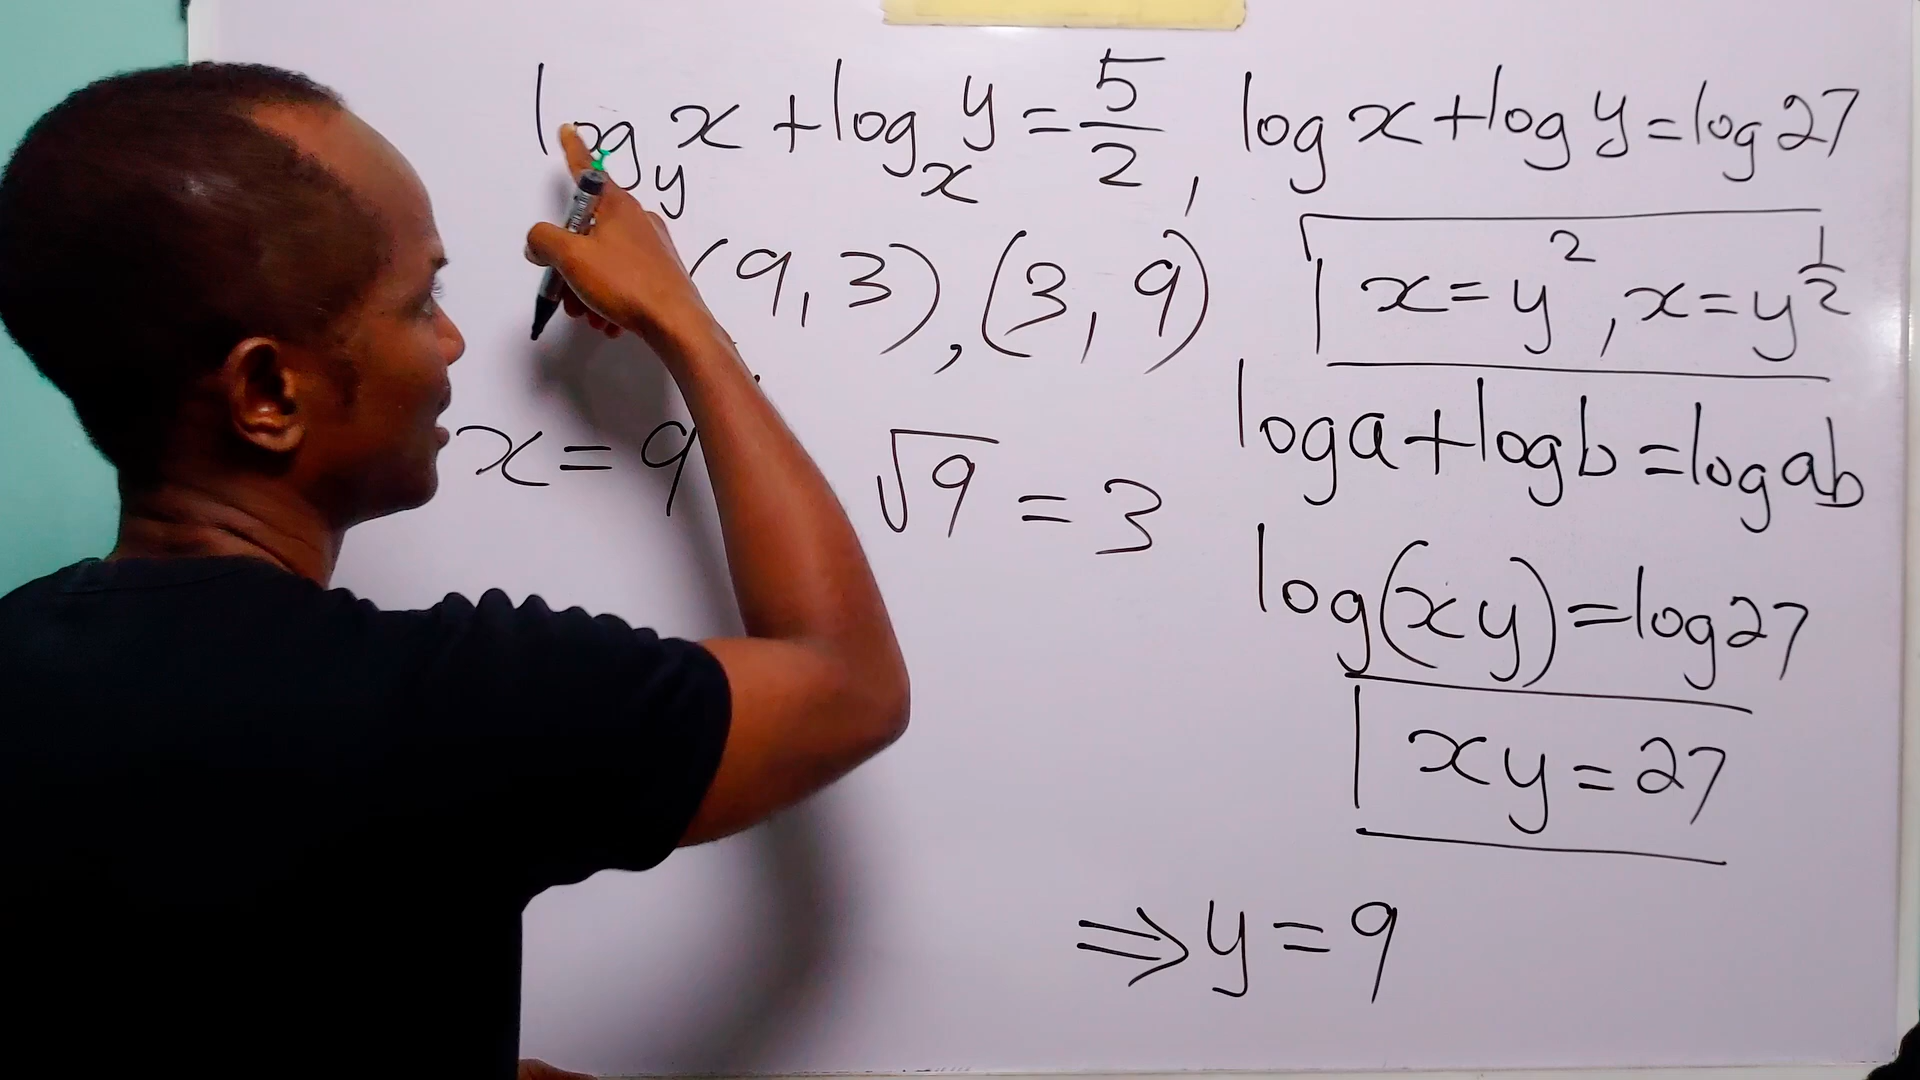 log_y x + log_x y = 5/2, log x + log y = log 27
(9, 3), (3, 9)
x = y², x = y^(1/2)
x = 9
√9 = 3
log a + log b = log ab
log(xy) = log 27
xy = 27
⇒ y = 9